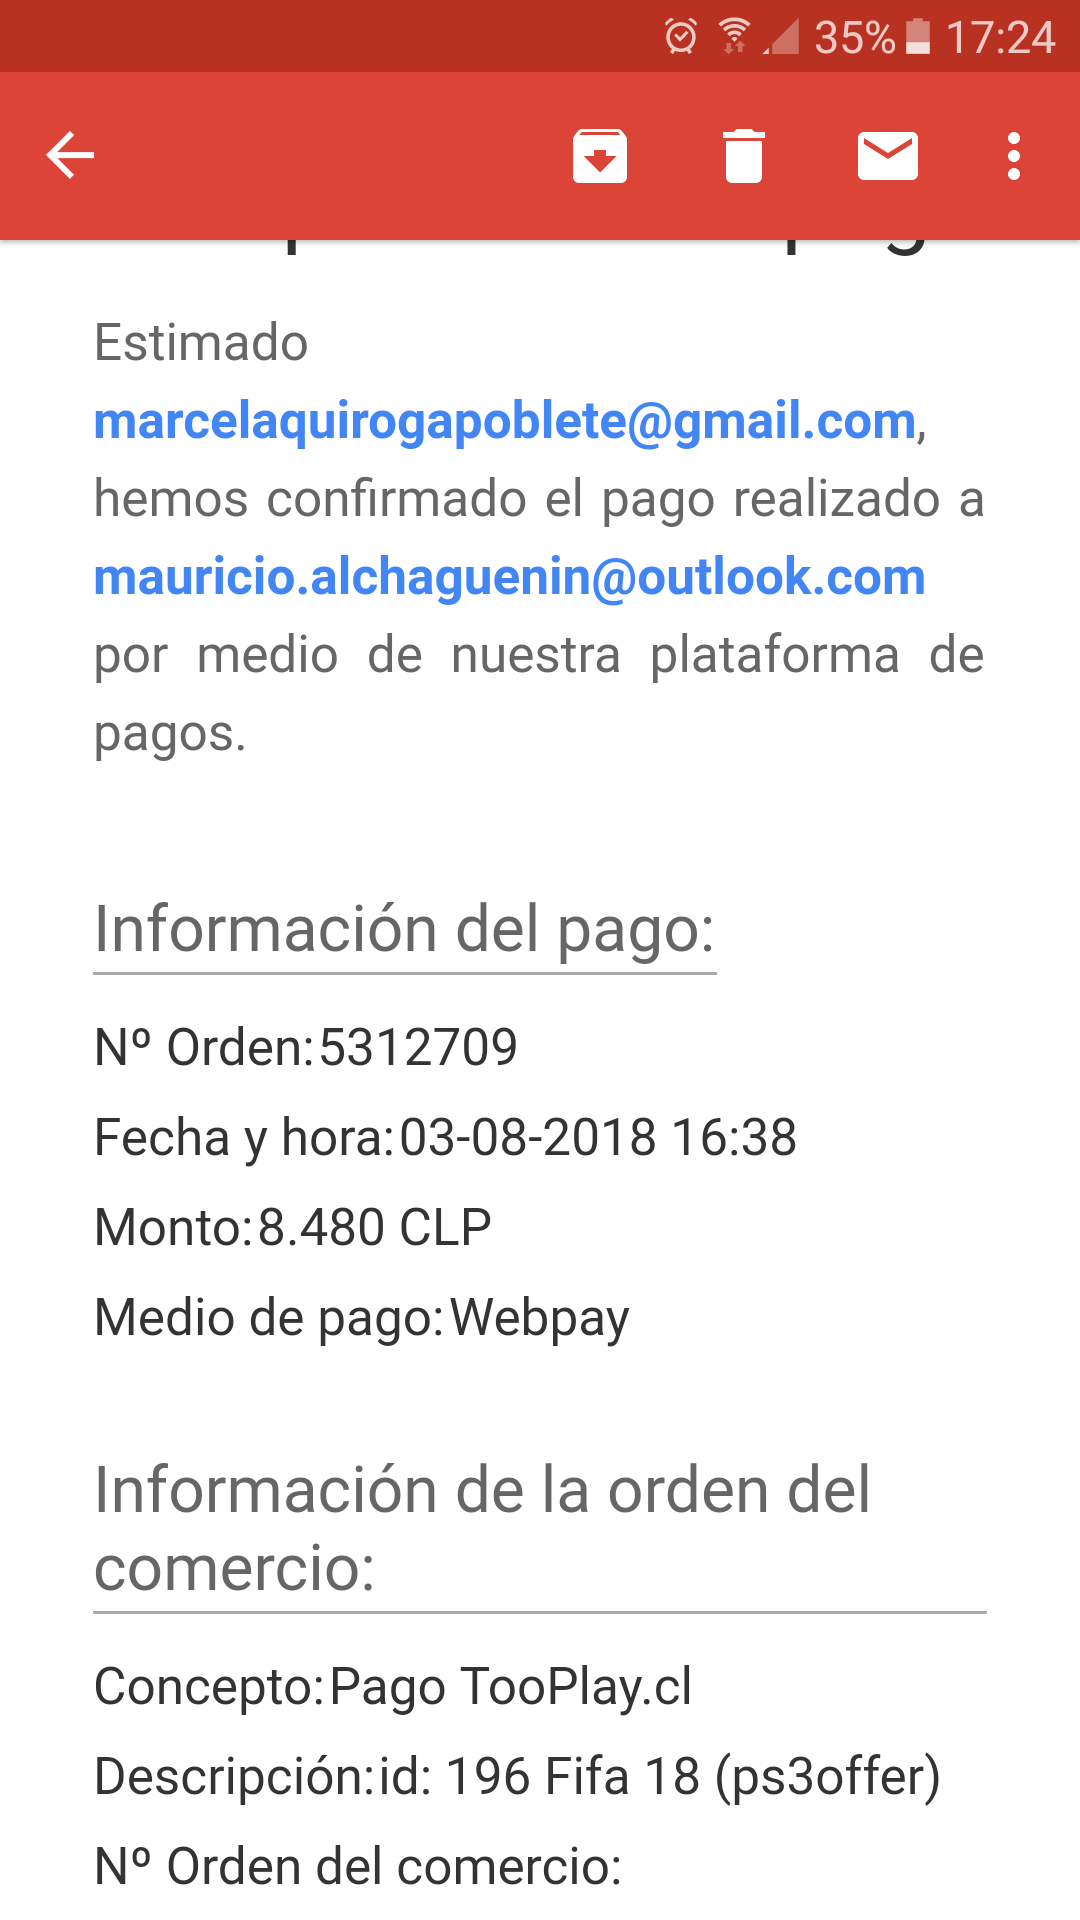 35% 17:24
Estimado
marcelaquirogapoblete@gmail.com,
hemos confirmado el pago realizado a
mauricio.alchaguenin@outlook.com
por medio de nuestra plataforma de
pagos.
Información del pago:
Nº Orden:5312709
Fecha y hora:03-08-2018 16:38
Monto:8.480 CLP
Medio de pago:Webpay
Información de la orden del
comercio:
Concepto:Pago TooPlay.cl
Descripción:id: 196 Fifa 18 (ps3offer)
Nº Orden del comercio: